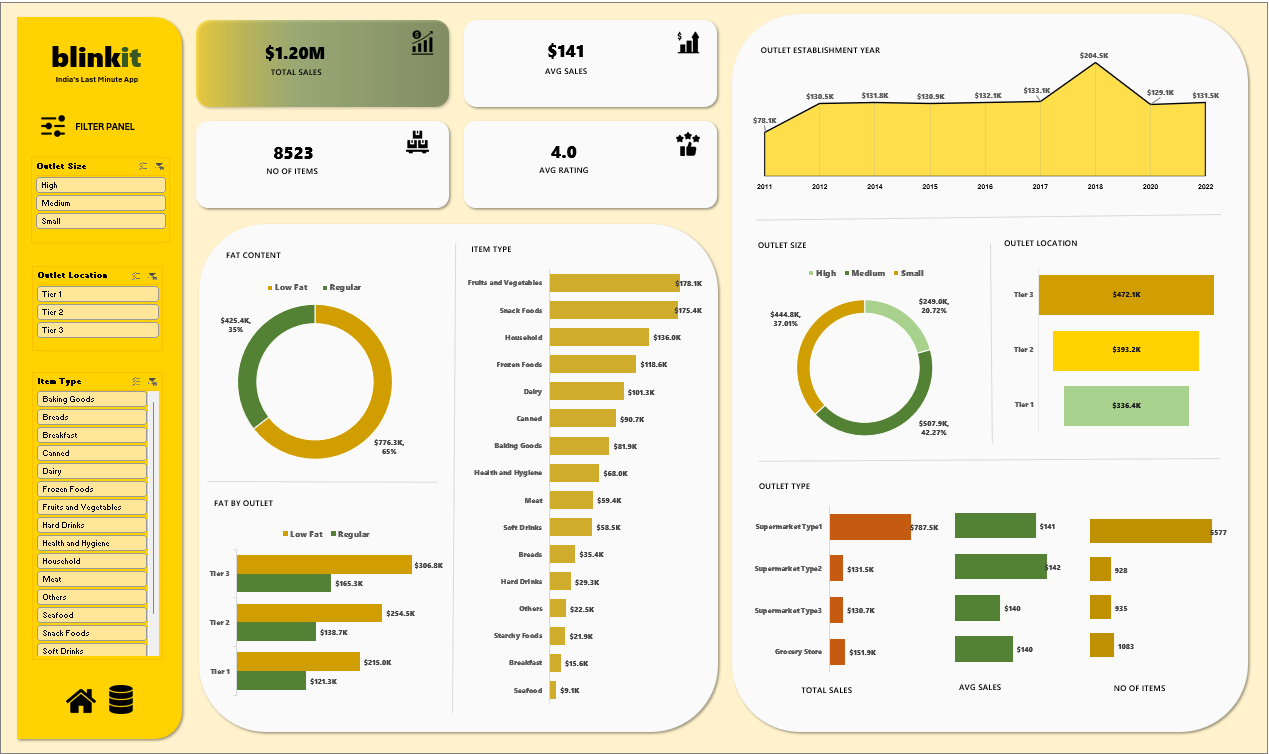 blinkit
India's Last Minute App
FILTER PANEL
Outlet Size
High
Medium
Small
Outlet Location
Tier 1
Tier 2
Tier 3
Item Type
Baking Goods
Breads
Breakfast
Canned
Dairy
Frozen Foods
Fruits and Vegetables
Hard Drinks
Health and Hygiene
Household
Meat
Others
Seafood
Snack Foods
Soft Drinks
$1.20M
TOTAL SALES
$141
AVG SALES
8523
NO OF ITEMS
4.0
AVG RATING
FAT CONTENT
Low Fat Regular
$425.4K,
35%
$776.3K,
65%
FAT BY OUTLET
Low Fat Regular
Tier 3 $306.8K
$165.3K
Tier 2 $254.5K
$138.7K
Tier 1 $215.0K
$121.3K
ITEM TYPE
Fruits and Vegetables $178.1K
Snack Foods $175.4K
Household $136.0K
Frozen Foods $118.6K
Dairy $101.3K
Canned $90.7K
Baking Goods $81.9K
Health and Hygiene $68.0K
Meat $59.4K
Soft Drinks $58.5K
Breads $35.4K
Hard Drinks $29.3K
Others $22.5K
Starchy Foods $21.9K
Breakfast $15.6K
Seafood $9.1K
OUTLET ESTABLISHMENT YEAR
$78.1K $130.5K $131.8K $130.9K $132.1K $133.1K $204.5K $129.1K $131.5K
2011 2012 2014 2015 2016 2017 2018 2020 2022
OUTLET SIZE
High Medium Small
$249.0K,
20.72%
$444.8K,
37.01%
$507.9K,
42.27%
OUTLET LOCATION
Tier 3 $472.1K
Tier 2 $393.2K
Tier 1 $336.4K
OUTLET TYPE
Supermarket Type1 $787.5K $141 5577
Supermarket Type2 $131.5K $142 928
Supermarket Type3 $130.7K $140 935
Grocery Store $151.9K $140 1083
TOTAL SALES AVG SALES NO OF ITEMS